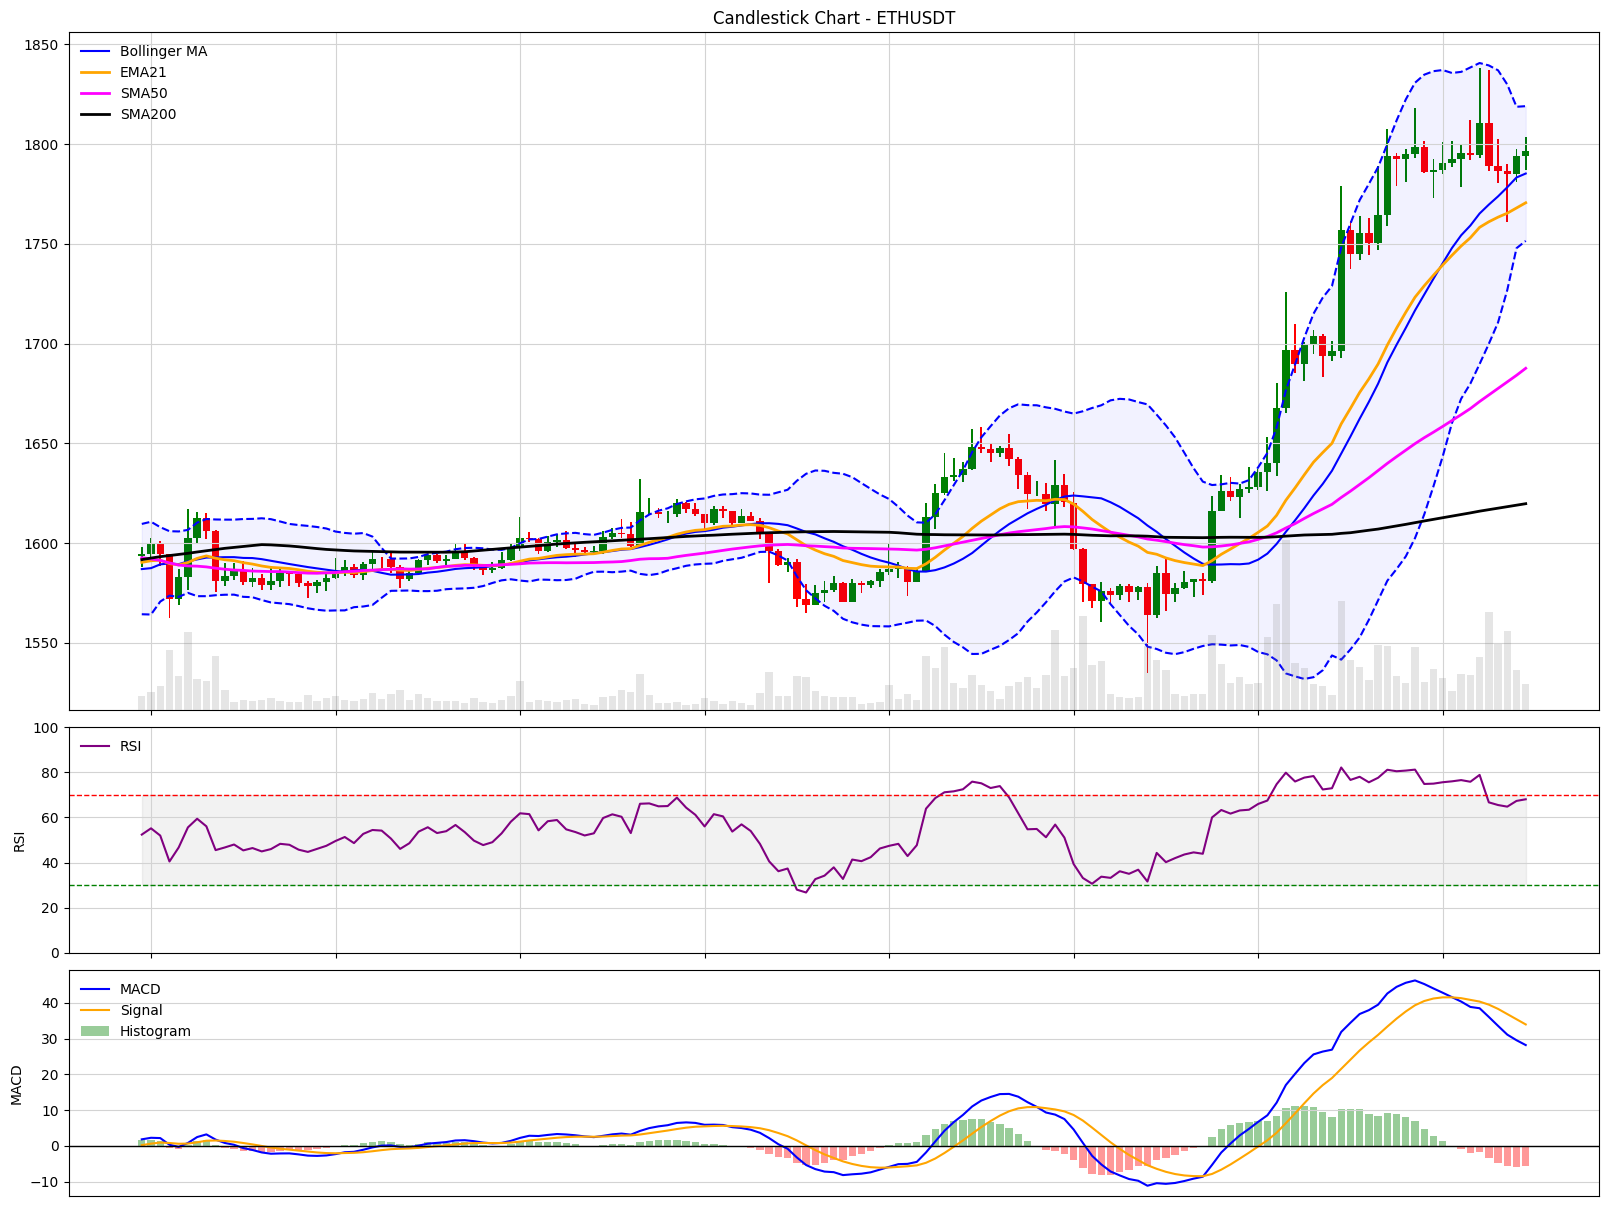 Candlestick Chart - ETHUSDT
1850
1800
1750
1700
1650
1600
1550
Bollinger MA
EMA21
SMA50
SMA200
100
80
60
40
20
0
RSI
RSI
40
30
20
10
0
−10
MACD
MACD
Signal
Histogram